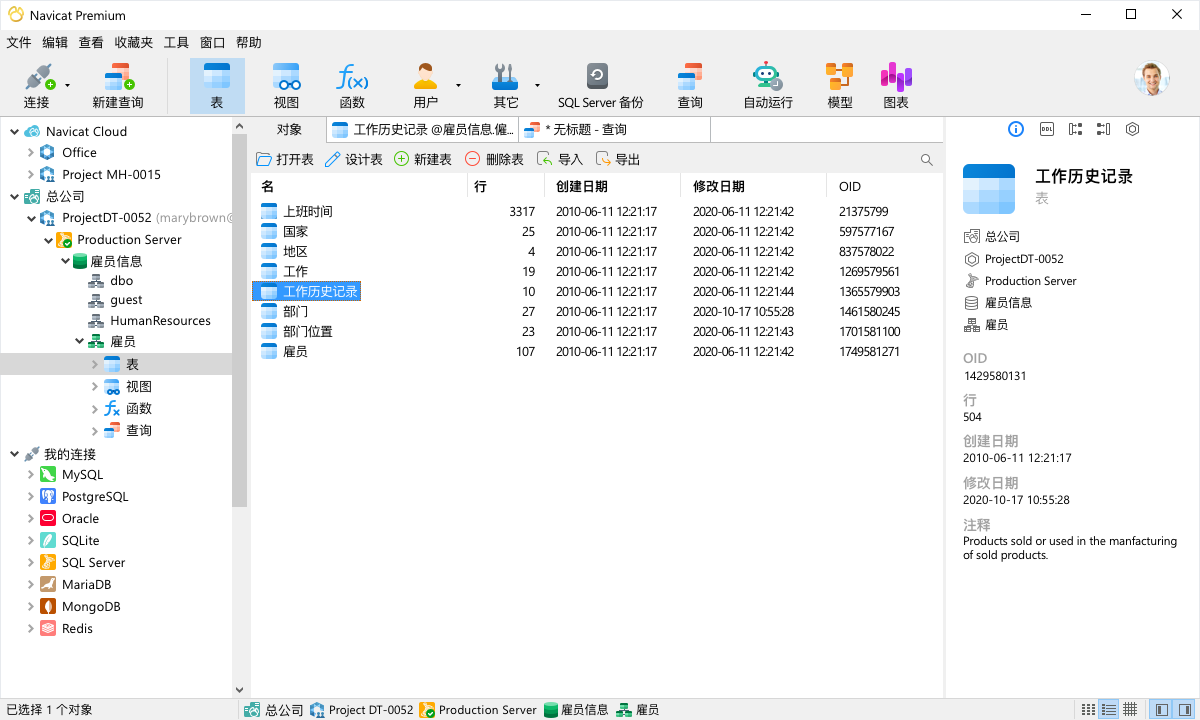 Navicat Premium
文件 编辑 查看 收藏夹 工具 窗口 帮助
连接 新建查询 表 视图 函数 用户 其它 SQL Server 备份 查询 自动运行 模型 图表
Navicat Cloud
Office
Project MH-0015
总公司
ProjectDT-0052 (marybrown@
Production Server
雇员信息
dbo
guest
HumanResources
雇员
表
视图
函数
查询
我的连接
MySQL
PostgreSQL
Oracle
SQLite
SQL Server
MariaDB
MongoDB
Redis
对象 工作历史记录 @雇员信息.僱... * 无标题 - 查询
打开表 设计表 新建表 删除表 导入 导出
名 行 创建日期 修改日期 OID
上班时间 3317 2010-06-11 12:21:17 2020-06-11 12:21:42 21375799
国家 25 2010-06-11 12:21:17 2020-06-11 12:21:42 597577167
地区 4 2010-06-11 12:21:17 2020-06-11 12:21:42 837578022
工作 19 2010-06-11 12:21:17 2020-06-11 12:21:42 1269579561
工作历史记录 10 2010-06-11 12:21:17 2020-06-11 12:21:44 1365579903
部门 27 2010-06-11 12:21:17 2020-10-17 10:55:28 1461580245
部门位置 23 2010-06-11 12:21:17 2020-06-11 12:21:43 1701581100
雇员 107 2010-06-11 12:21:17 2020-06-11 12:21:42 1749581271
DDL
工作历史记录
表
总公司
ProjectDT-0052
Production Server
雇员信息
雇员
OID
1429580131
行
504
创建日期
2010-06-11 12:21:17
修改日期
2020-10-17 10:55:28
注释
Products sold or used in the manfacturing
of sold products.
已选择 1 个对象 总公司 Project DT-0052 Production Server 雇员信息 雇员